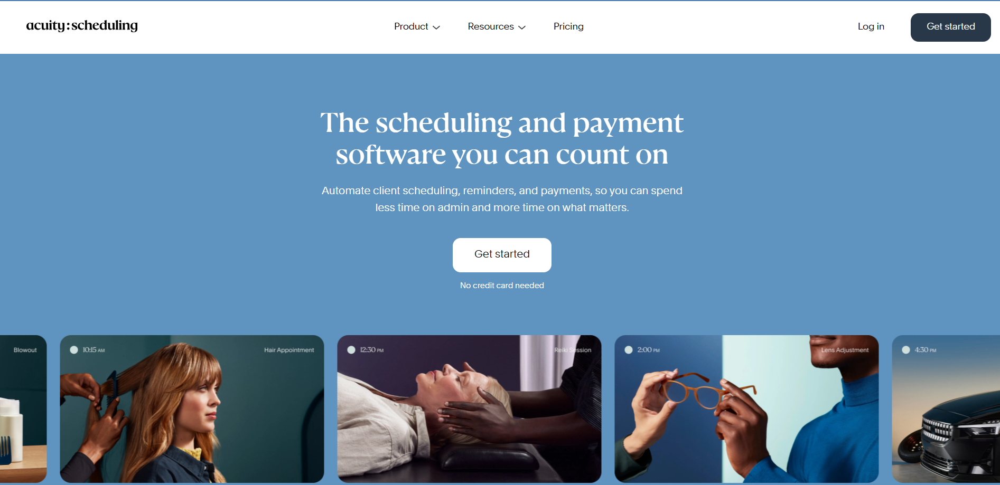 acuity:scheduling
Product
Resources
Pricing
Log in
Get started
The scheduling and payment
software you can count on
Automate client scheduling, reminders, and payments, so you can spend
less time on admin and more time on what matters.
Get started
No credit card needed
Blowout
10:15 AM
Hair Appointment
12:30 PM
Reiki Session
2:00 PM
Lens Adjustment
4:30 PM